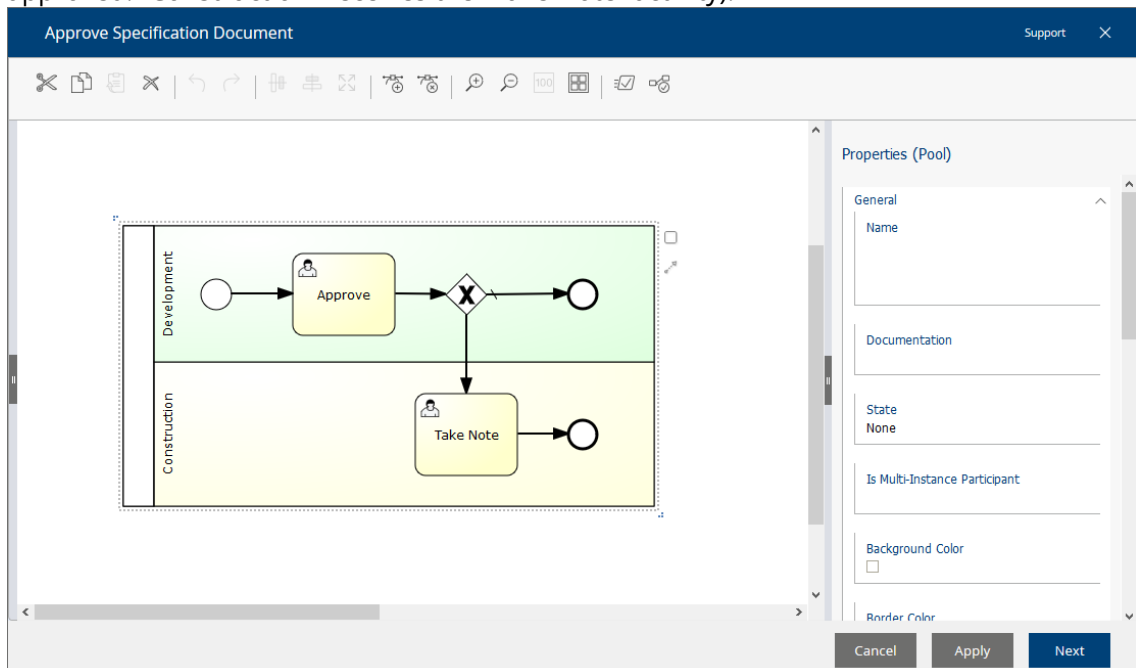 Approve Specification Document
Support
100
Properties (Pool)
General
Name
Development
Approve
X
Documentation
State
None
Construction
Take Note
Is Multi-Instance Participant
Background Color
Border Color
Cancel
Apply
Next